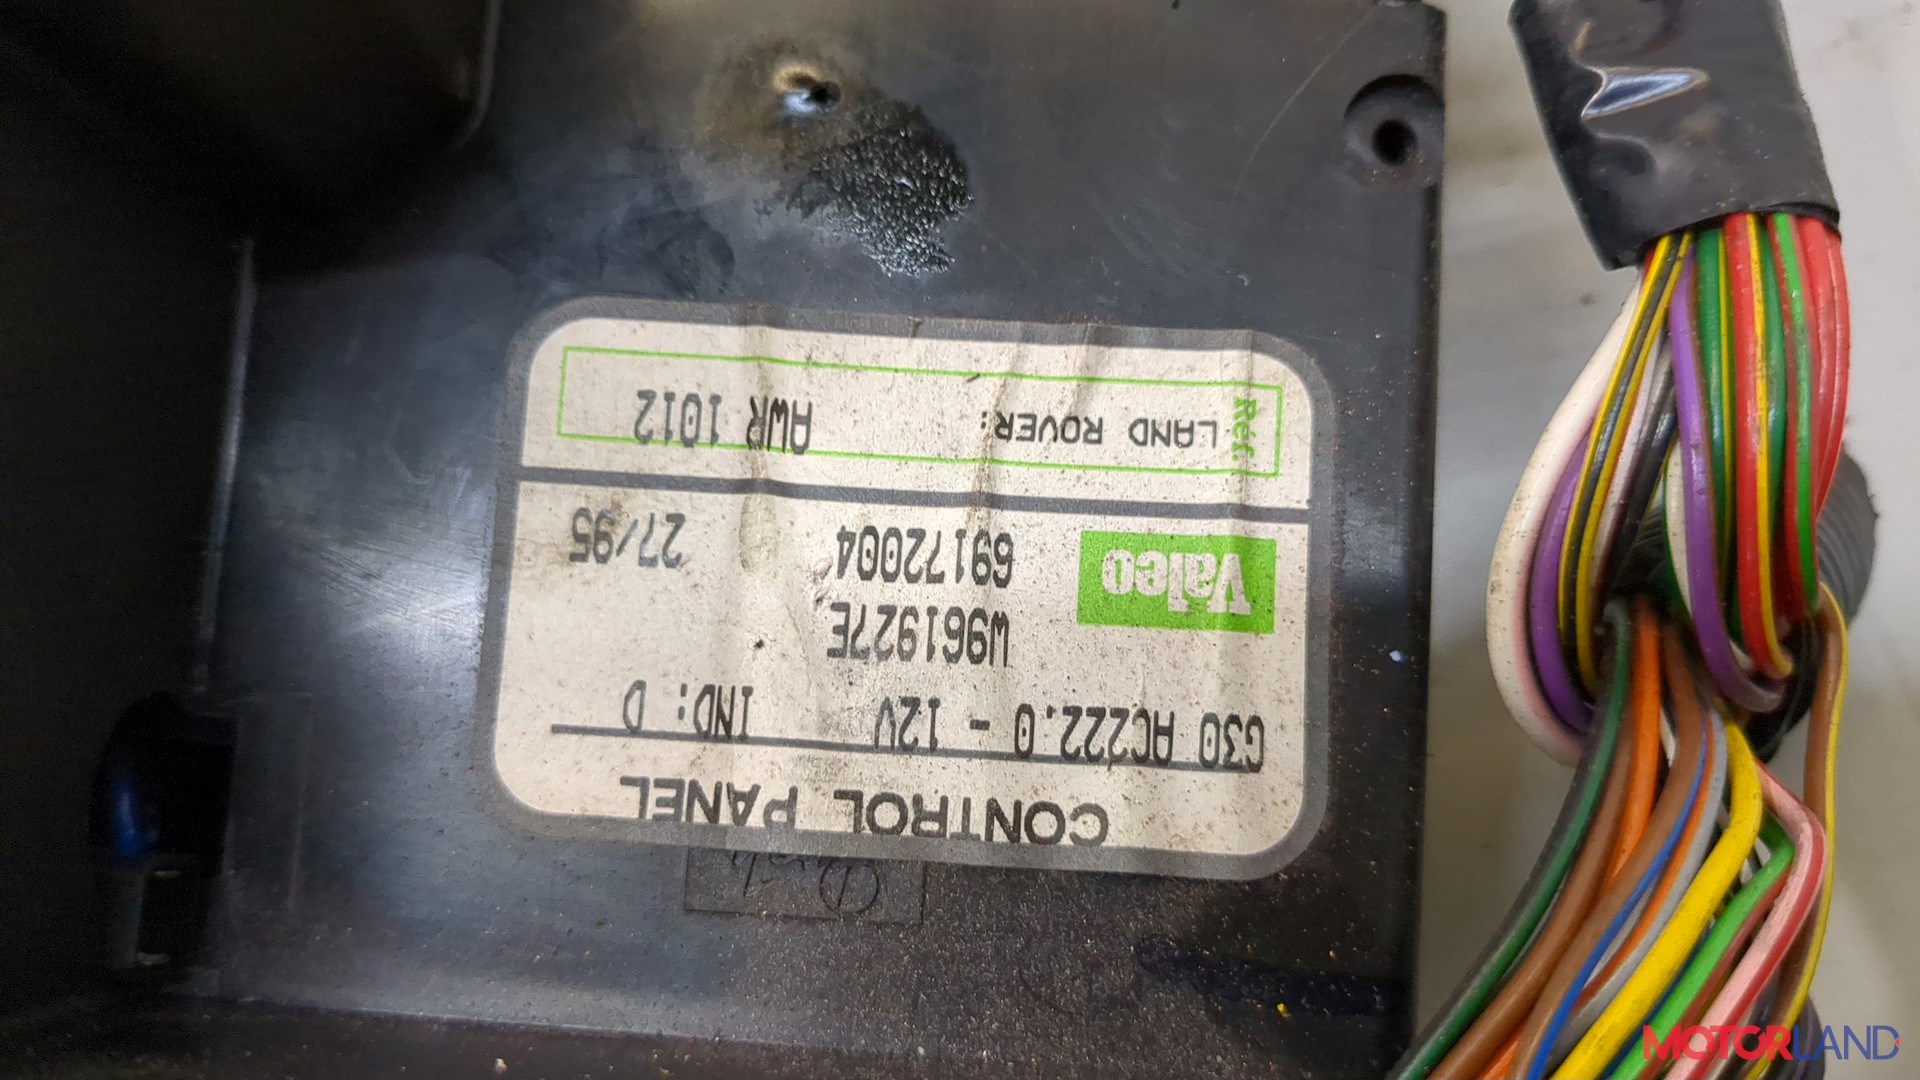 CONTROL PANEL
G30 AC222.0 - 12V IND: D
W961927E
Valeo 69172004 27/95
Ref. LAND ROVER: AWR 1012
MOTORLAND